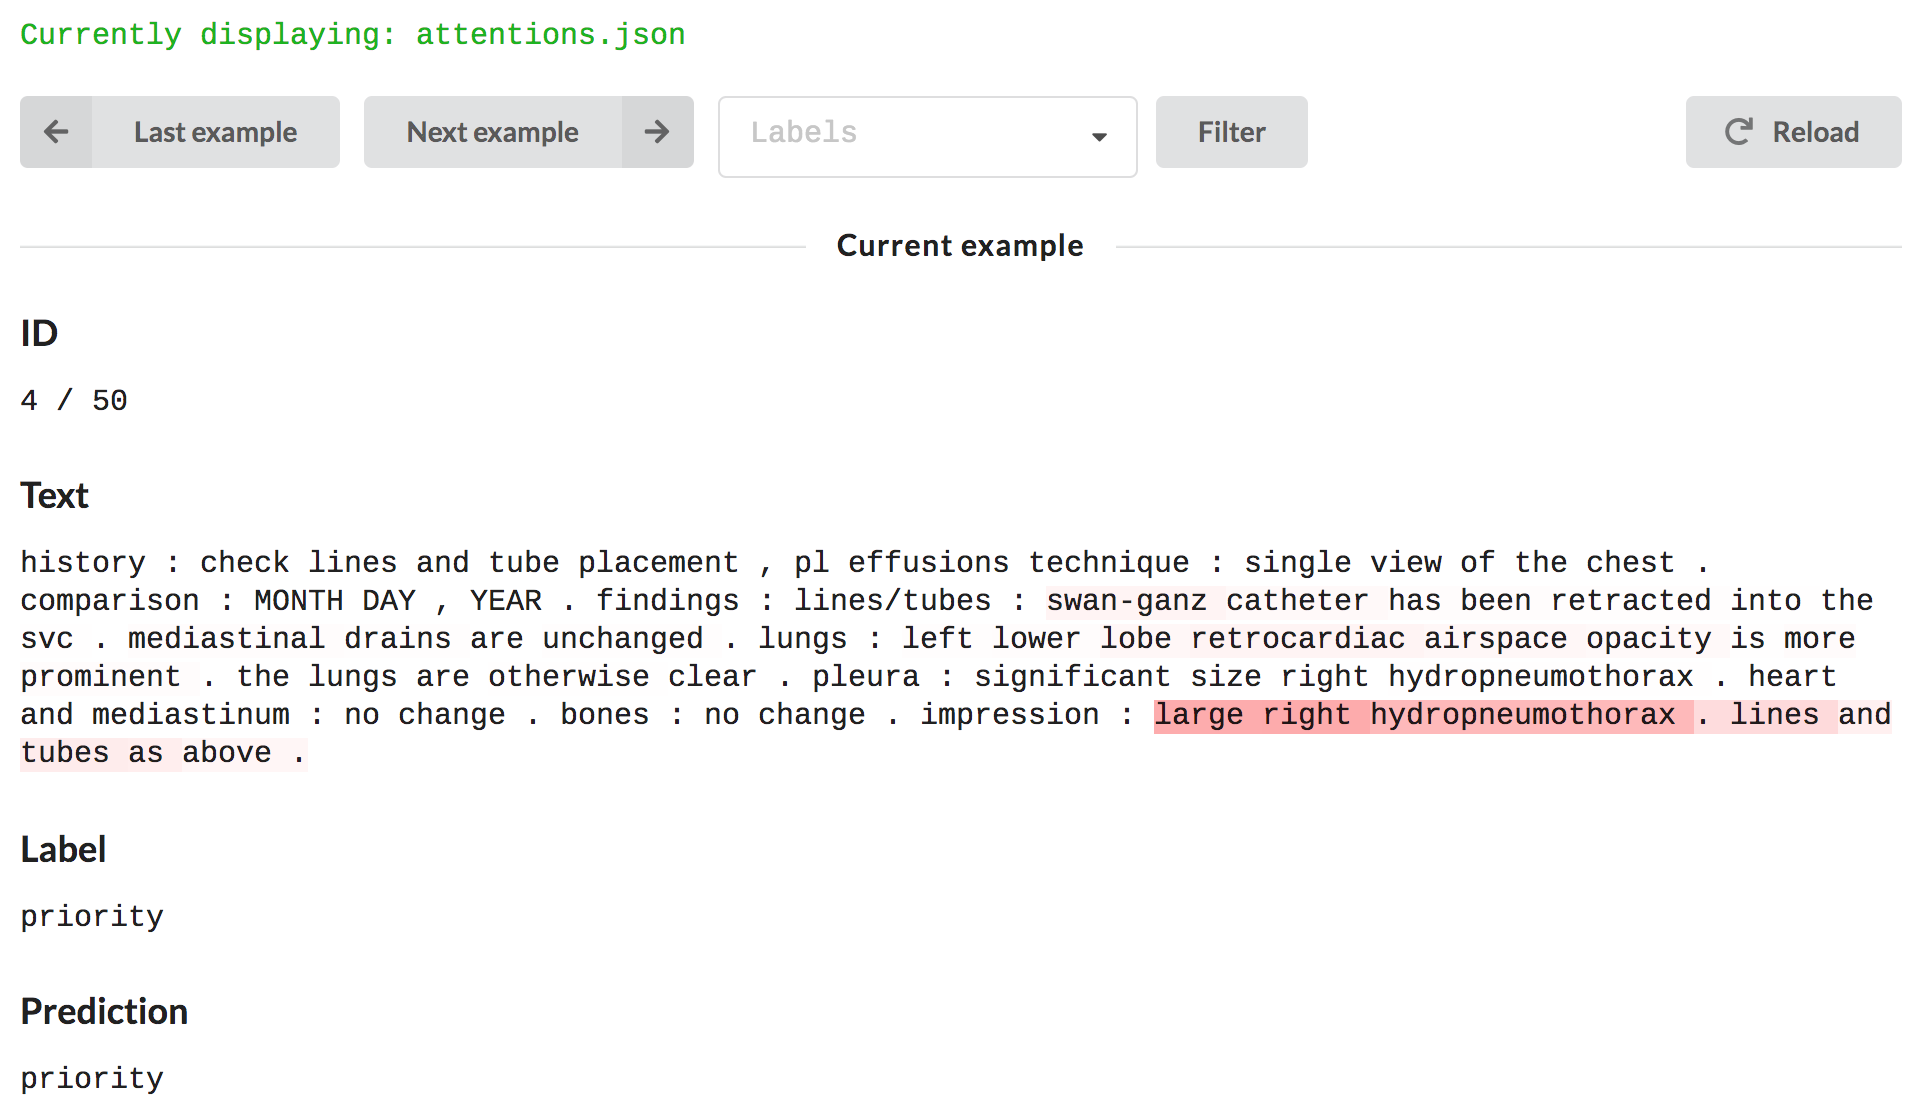 Currently displaying: attentions.json
Last example
Next example
Labels
Filter
Reload
Current example
ID
4 / 50
Text
history : check lines and tube placement , pl effusions technique : single view of the chest .
comparison : MONTH DAY , YEAR . findings : lines/tubes : swan-ganz catheter has been retracted into the
svc . mediastinal drains are unchanged . lungs : left lower lobe retrocardiac airspace opacity is more
prominent . the lungs are otherwise clear . pleura : significant size right hydropneumothorax . heart
and mediastinum : no change . bones : no change . impression : large right hydropneumothorax . lines and
tubes as above .
Label
priority
Prediction
priority